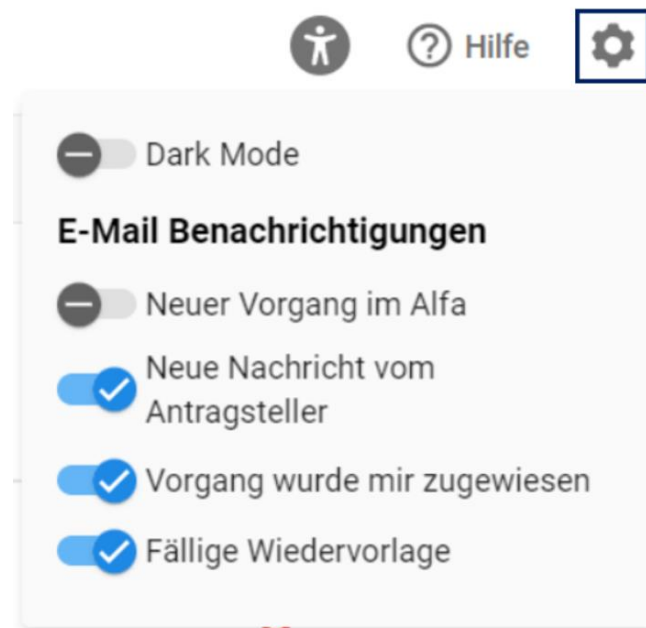 Hilfe
Dark Mode
E-Mail Benachrichtigungen
Neuer Vorgang im Alfa
Neue Nachricht vom
Antragsteller
Vorgang wurde mir zugewiesen
Fällige Wiedervorlage